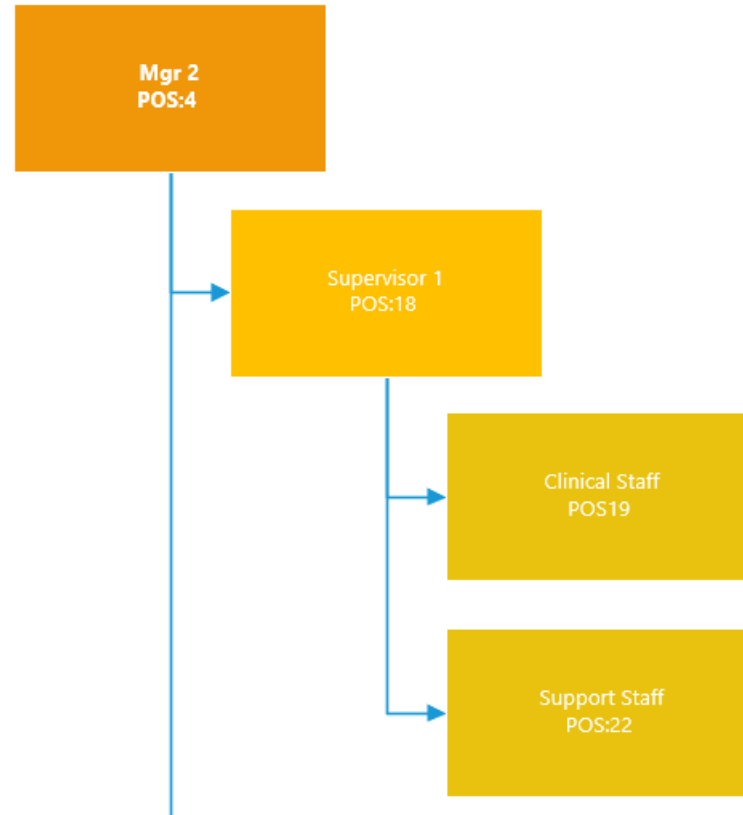 Mgr 2
POS:4
Supervisor 1
POS:18
Clinical Staff
POS19
Support Staff
POS:22